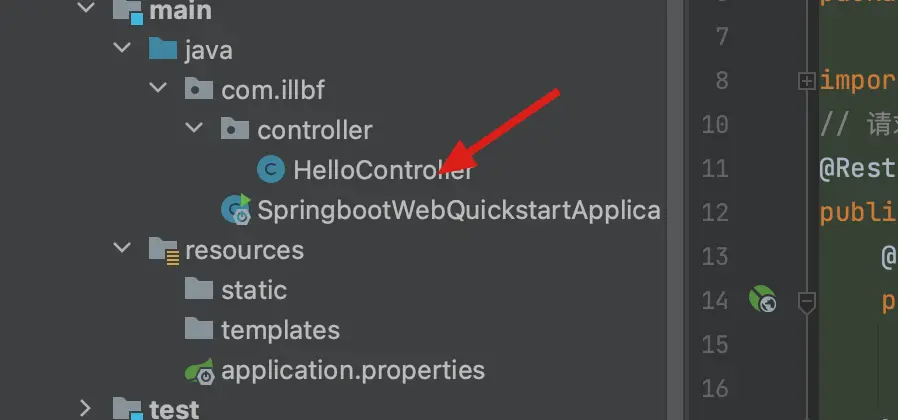 main
java
com.illbf
controller
HelloController
SpringbootWebQuickstartApplica
resources
static
templates
application.properties
test
7
8 impor
10 //
11 @Rest
12 publi
13 @
14 p
15
16